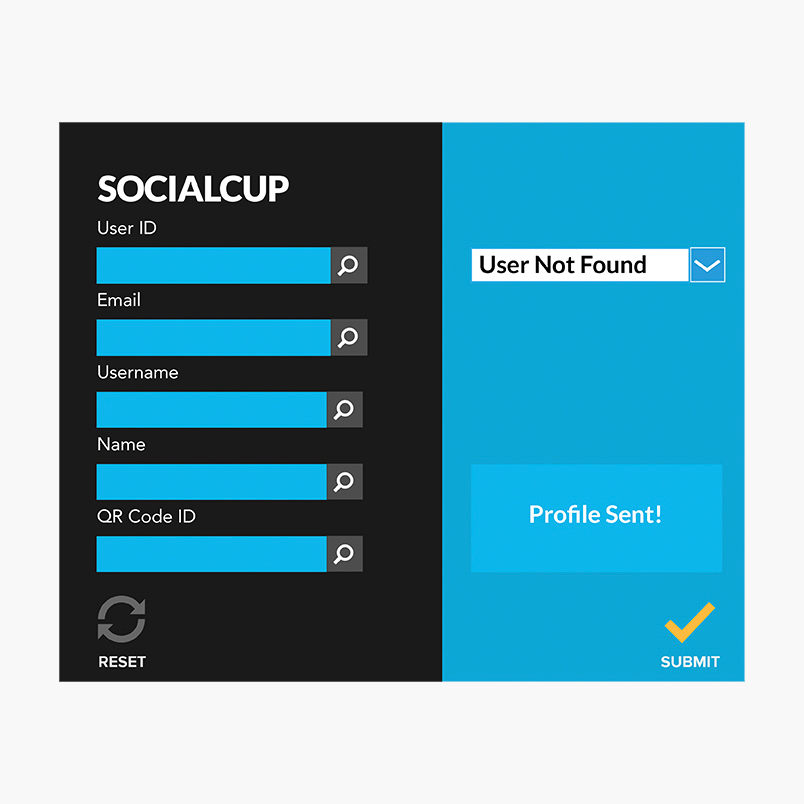 SOCIALCUP
User ID
Email
Username
Name
QR Code ID
RESET
User Not Found
Profile Sent!
SUBMIT